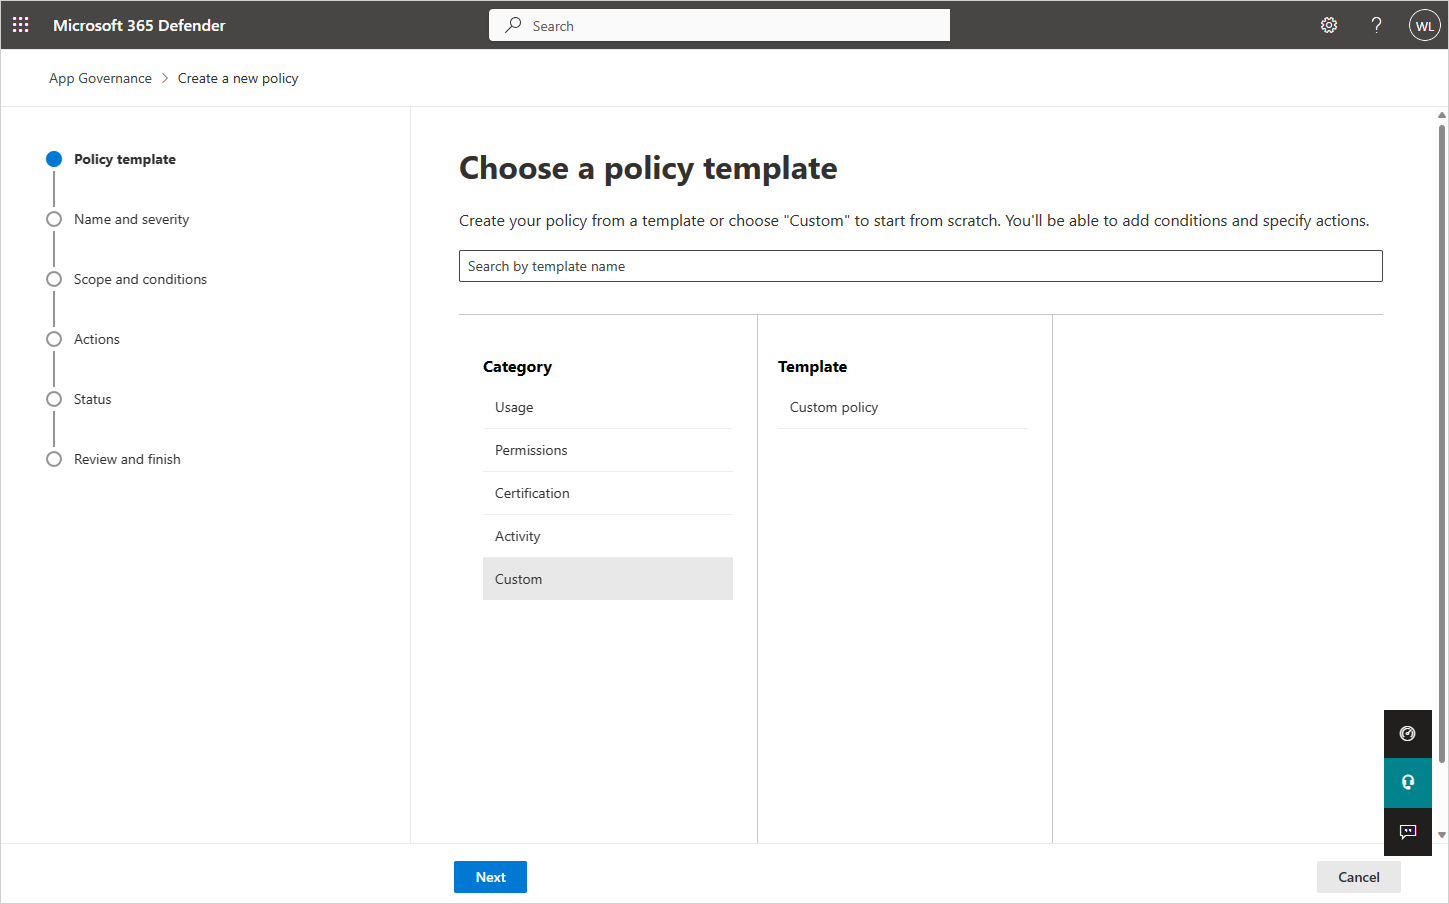 Microsoft 365 Defender
Search
?
WL
App Governance > Create a new policy
Policy template
Name and severity
Scope and conditions
Actions
Status
Review and finish
Choose a policy template
Create your policy from a template or choose "Custom" to start from scratch. You'll be able to add conditions and specify actions.
Search by template name
Category
Usage
Permissions
Certification
Activity
Custom
Template
Custom policy
Next
Cancel